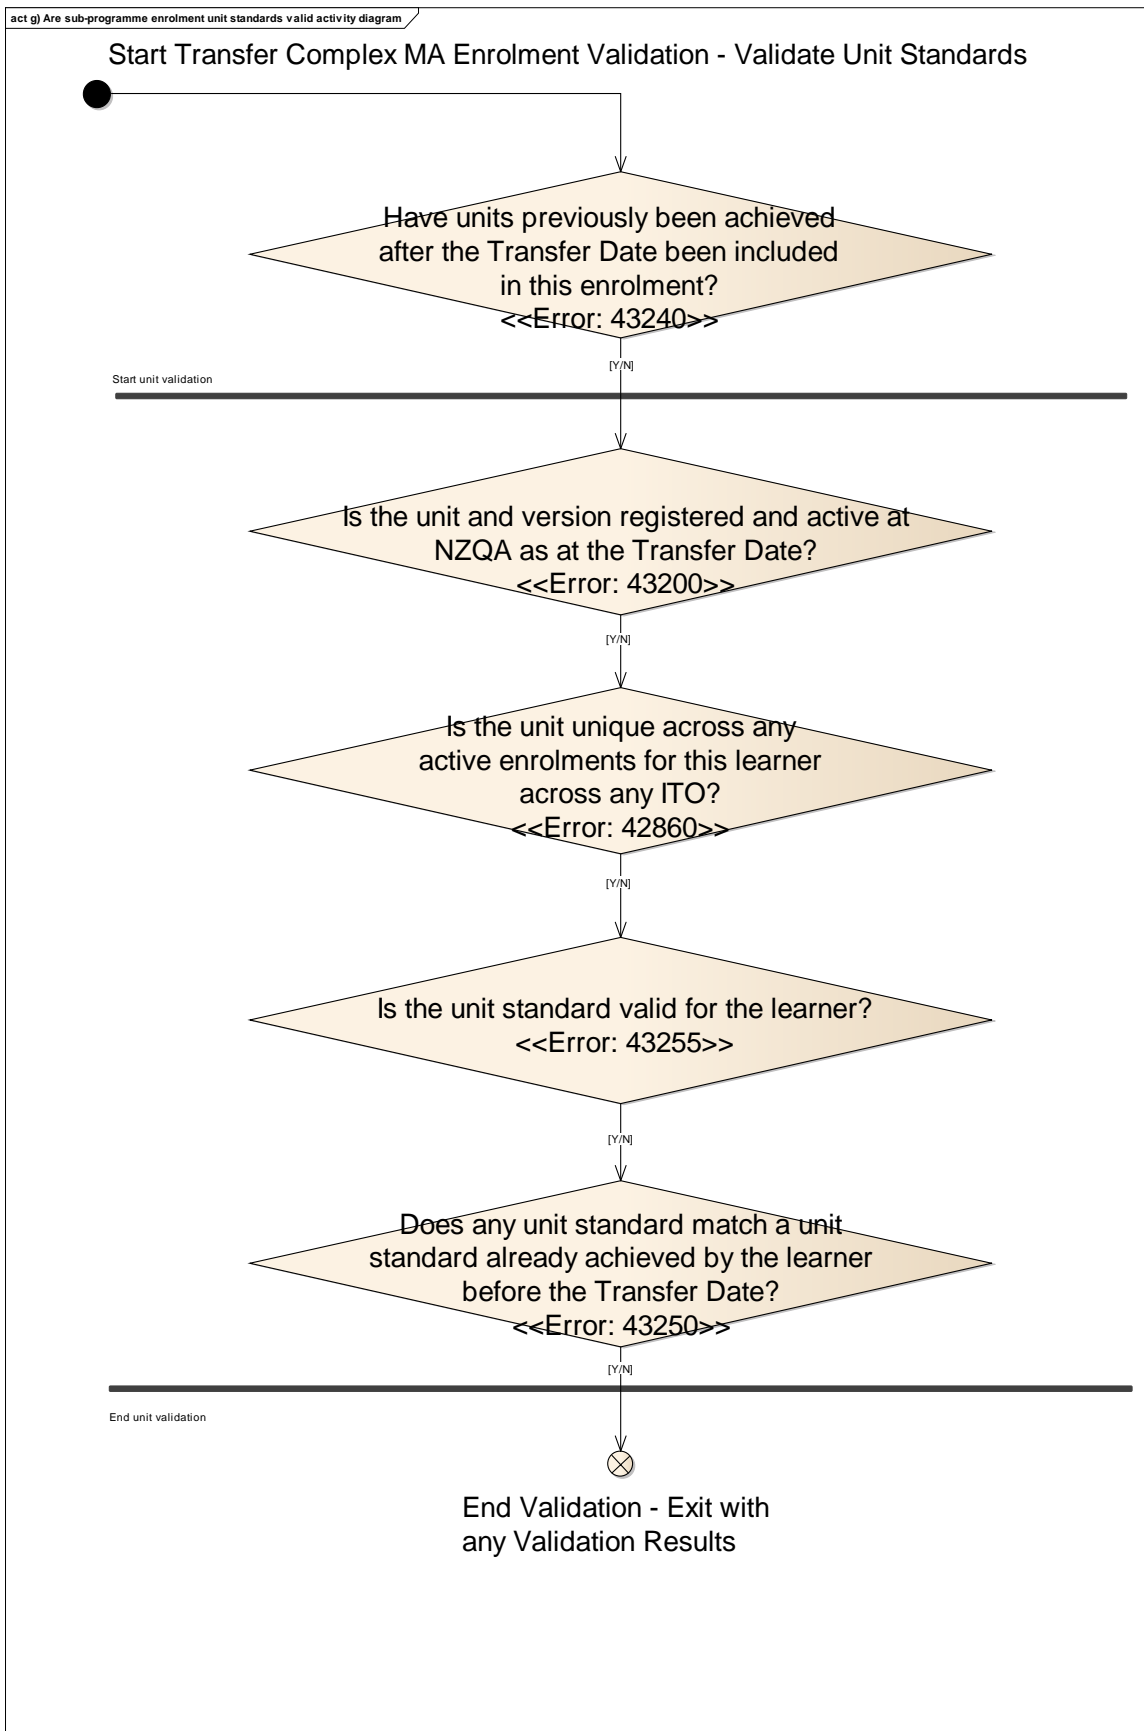 act g) Are sub-programme enrolment unit standards valid activity diagram
Start Transfer Complex MA Enrolment Validation - Validate Unit Standards
Have units previously been achieved
after the Transfer Date been included
in this enrolment?
<<Error: 43240>>
[Y/N]
Start unit validation
Is the unit and version registered and active at
NZQA as at the Transfer Date?
<<Error: 43200>>
[Y/N]
Is the unit unique across any
active enrolments for this learner
across any ITO?
<<Error: 42860>>
[Y/N]
Is the unit standard valid for the learner?
<<Error: 43255>>
[Y/N]
Does any unit standard match a unit
standard already achieved by the learner
before the Transfer Date?
<<Error: 43250>>
[Y/N]
End unit validation
End Validation - Exit with
any Validation Results